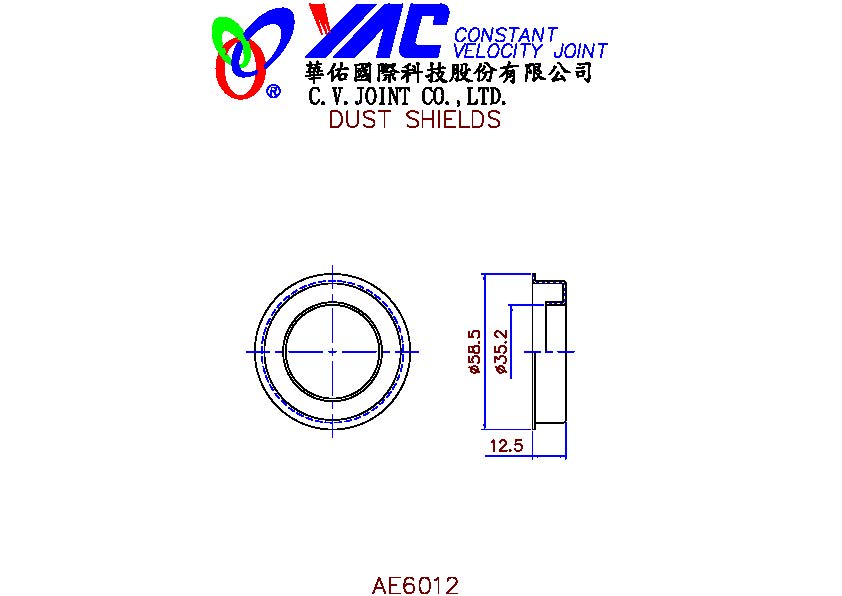 YAC CONSTANT
VELOCITY JOINT
®
華佑國際科技股份有限公司
C.V.JOINT CO.,LTD.
DUST SHIELDS
ø58.5
ø35.2
12.5
AE6012